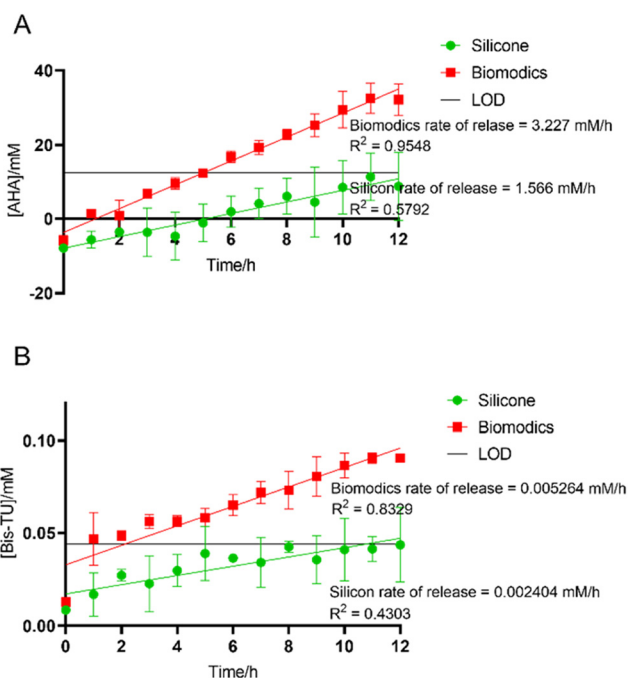 A
Silicone
Biomodics
LOD
[AHA]/mM
40
20
0
-20
0
2
4
6
8
10
12
Time/h
Biomodics rate of relase = 3.227 mM/h
R² = 0.9548
Silicon rate of release = 1.566 mM/h
R² = 0.5792
B
Silicone
Biomodics
LOD
[Bis-TU]/mM
0.10
0.05
0.00
0
2
4
6
8
10
12
Time/h
Biomodics rate of release = 0.005264 mM/h
R² = 0.8329
Silicon rate of release = 0.002404 mM/h
R² = 0.4303